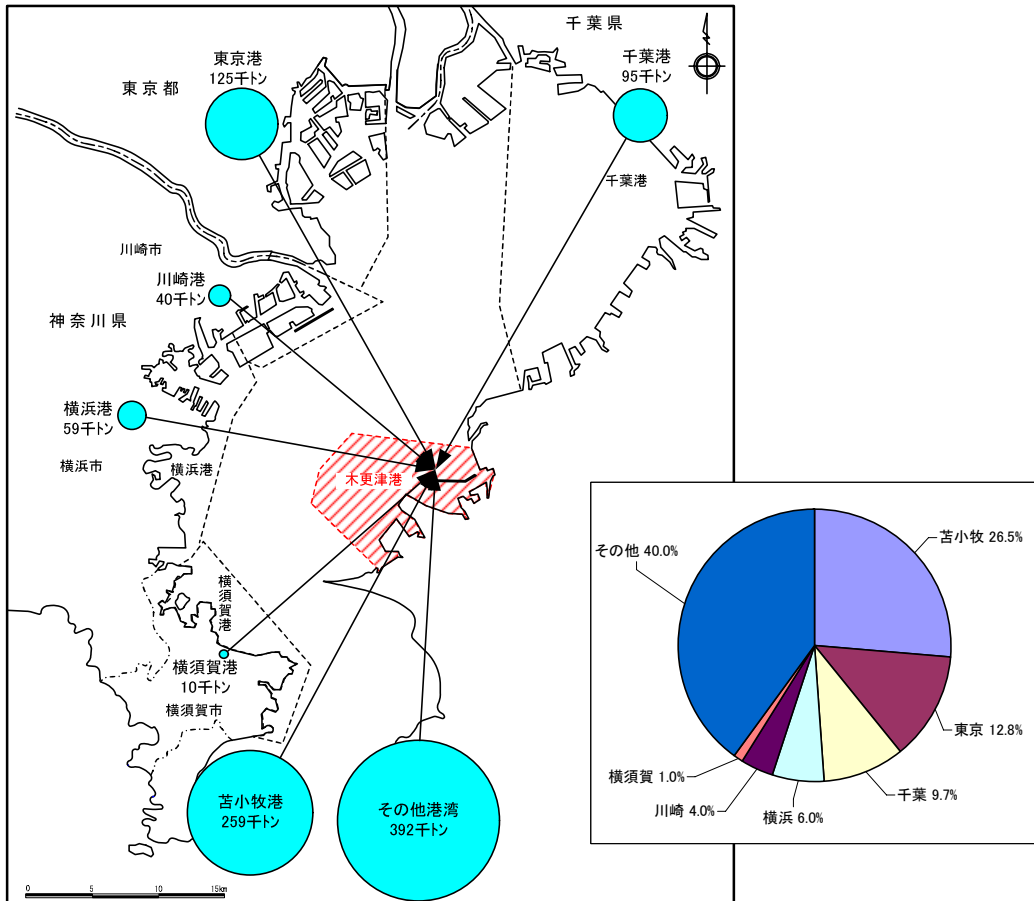 千葉県
東京港
125千トン
千葉港
95千トン
東京都
千葉港
川崎市
川崎港
40千トン
神奈川県
横浜港
59千トン
横浜市
横浜港
木更津港
横須賀港
横須賀港
10千トン
横須賀市
苫小牧港
259千トン
その他港湾
392千トン
0 5 10 15km
その他 40.0%
苫小牧 26.5%
東京 12.8%
千葉 9.7%
横浜 6.0%
川崎 4.0%
横須賀 1.0%